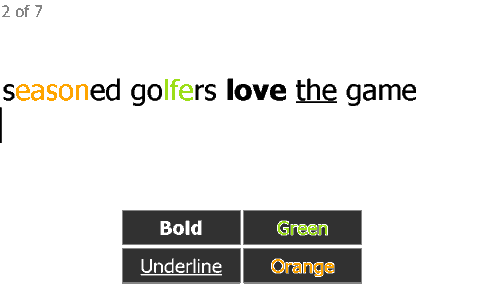 2 of 7
seasoned golfers love the game
Bold Green
Underline Orange